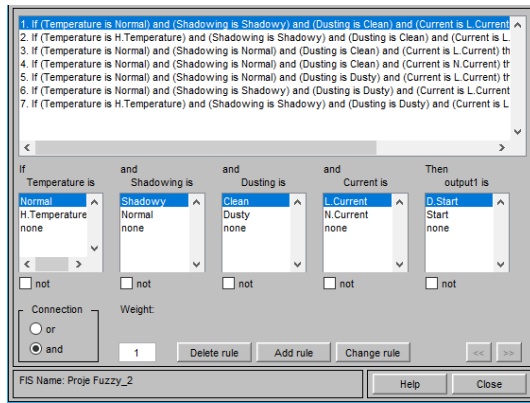 1. If (Temperature is Normal) and (Shadowing is Shadowy) and (Dusting is Clean) and (Current is L.Current
2. If (Temperature is H.Temperature) and (Shadowing is Shadowy) and (Dusting is Clean) and (Current is L.
3. If (Temperature is Normal) and (Shadowing is Normal) and (Dusting is Clean) and (Current is L.Current) th
4. If (Temperature is Normal) and (Shadowing is Normal) and (Dusting is Clean) and (Current is N.Current) th
5. If (Temperature is Normal) and (Shadowing is Normal) and (Dusting is Dusty) and (Current is L.Current) th
6. If (Temperature is Normal) and (Shadowing is Shadowy) and (Dusting is Dusty) and (Current is L.Current
7. If (Temperature is H.Temperature) and (Shadowing is Shadowy) and (Dusting is Dusty) and (Current is L
If and and and Then
Temperature is Shadowing is Dusting is Current is output1 is
Normal Shadowy Clean L.Current D.Start
H.Temperature Normal Dusty N.Current Start
none none none none none
not not not not not
Connection Weight:
or
and 1 Delete rule Add rule Change rule << >>
FIS Name: Proje Fuzzy_2 Help Close